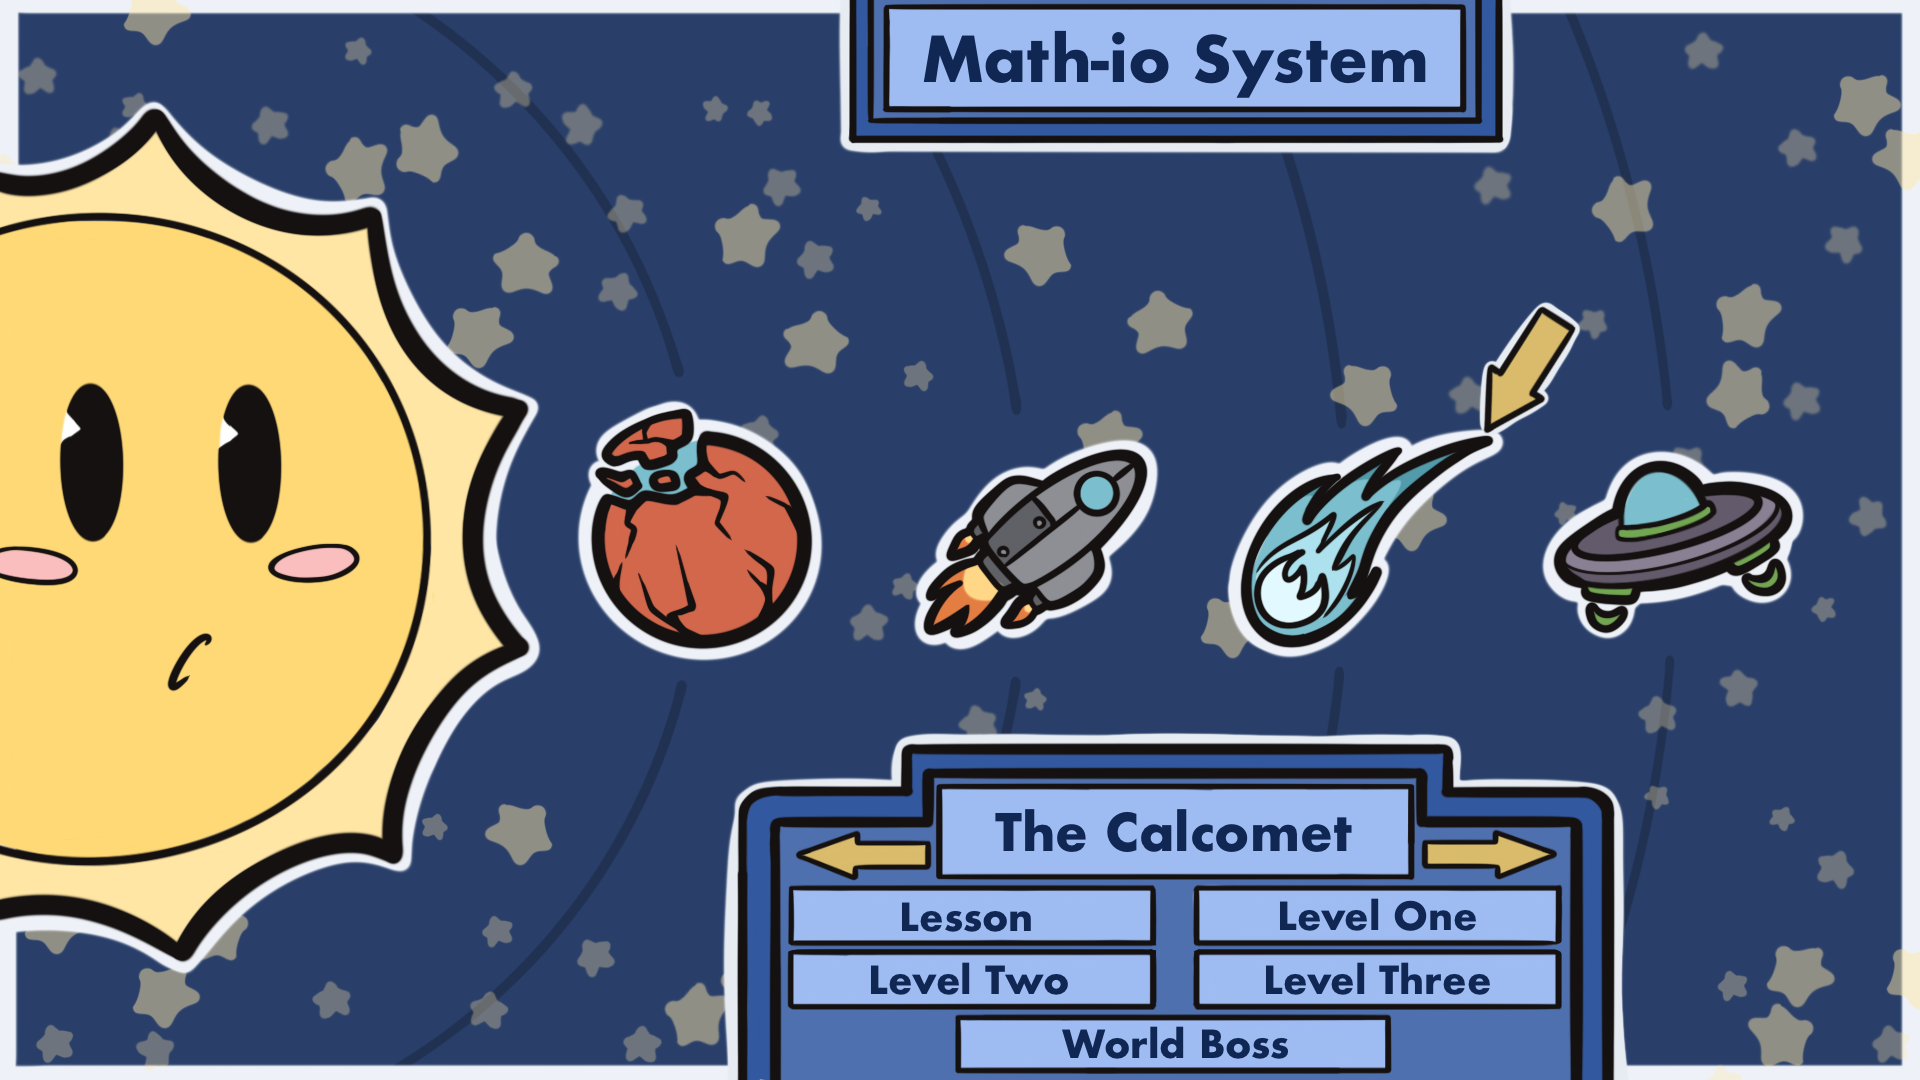 Math-io System
The Calcomet
Lesson
Level One
Level Two
Level Three
World Boss